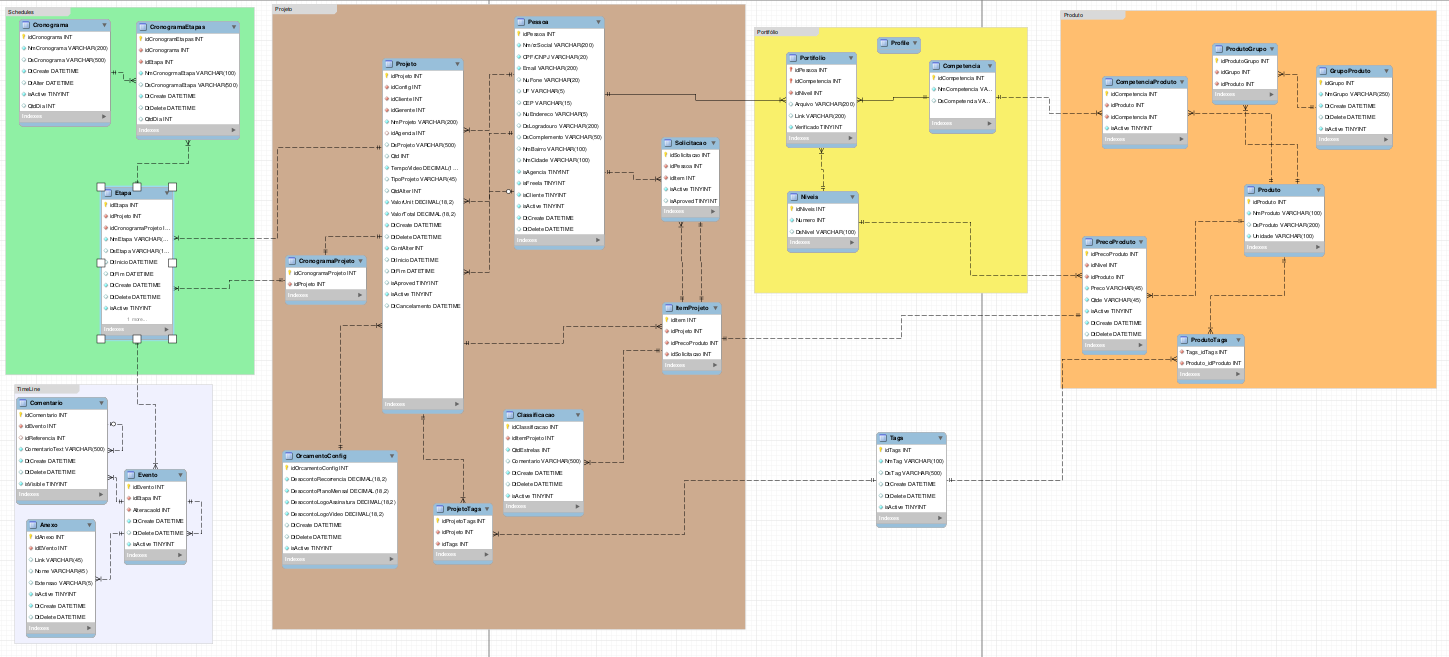 Schedules
Cronograma
idCronograma INT
NmCronograma VARCHAR(200)
DsCronograma VARCHAR(500)
DtCreate DATETIME
DtAlter DATETIME
isActive TINYINT
QtdDia INT
Indexes
CronogramaEtapas
idCronogramEtapas INT
idCronograma INT
idEtapa INT
NmCronogrmaEtapa VARCHAR(100)
DsCronogramaEtapa VARCHAR(500)
DtCreate DATETIME
DtDelete DATETIME
QtdDia INT
Indexes
Etapa
idEtapa INT
idProjeto INT
idCronogramaProjeto I...
NmEtapa VARCHAR(...
DsEtapa VARCHAR(1...
DtInicio DATETIME
DtFim DATETIME
DtCreate DATETIME
DtDelete DATETIME
isActive TINYINT
1 more...
Indexes
TimeLine
Comentario
idComentario INT
idEvento INT
idReferencia INT
ComentarioText VARCHAR(500)
DtCreate DATETIME
DtDelete DATETIME
isVisible TINYINT
Indexes
Evento
idEvento INT
idEtapa INT
AlteracaoId INT
DtCreate DATETIME
DtDelete DATETIME
isActive TINYINT
Indexes
Anexo
idAnexo INT
idEVento INT
Link VARCHAR(45)
Nome VARCHAR(45)
Extensao VARCHAR(5)
isActive TINYINT
DtCreate DATETIME
DtDelete DATETIME
Indexes
Projeto
Projeto
idProjeto INT
idConfig INT
idCliente INT
idGerente INT
NmProjeto VARCHAR(200)
idAgencia INT
DsProjeto VARCHAR(500)
Qtd INT
TempoVideo DECIMAL(1...
TipoProjeto VARCHAR(45)
QtdAlter INT
ValorUnit DECIMAL(18,2)
ValorTotal DECIMAL(18,2)
DtCreate DATETIME
DtDelete DATETIME
ContAlter INT
DtInicio DATETIME
DtFim DATETIME
isAproved TINYINT
isActive TINYINT
DtCancelamento DATETIME
Indexes
Pessoa
idPessoa INT
Nm/rzSocial VARCHAR(200)
CPF/CNPJ VARCHAR(20)
Email VARCHAR(200)
NuFone VARCHAR(20)
UF VARCHAR(5)
CEP VARCHAR(15)
NuEndereco VARCHAR(5)
DsLogradouro VARCHAR(200)
DsComplemento VARCHAR(50)
NmBairro VARCHAR(100)
NmCidade VARCHAR(100)
isAgencia TINYINT
isFreela TINYINT
isCliente TINYINT
isActive TINYINT
DtCreate DATETIME
DtDelete DATETIME
Indexes
Solicitacao
idSolicitacao INT
idPessoa INT
idItem INT
isActive TINYINT
isAproved TINYINT
Indexes
CronogramaProjeto
idCronogramaProjeto INT
idProjeto INT
Indexes
ItemProjeto
idItem INT
idProjeto INT
idPrecoProduto INT
idSolicitacao INT
Indexes
Classificacao
idClassificacao INT
idItemProjeto INT
QtdEstrelas INT
Comentario VARCHAR(500)
DtCreate DATETIME
DtDelete DATETIME
isActive TINYINT
Indexes
OrcamentoConfig
idOrcamentoConfig INT
DescontoRecorrencia DECIMAL(18,2)
DescontoPlanoMensal DECIMAL(18,2)
DescontoLogoAssinatura DECIMAL(18,2)
DescontoLogoVideo DECIMAL(18,2)
DtCreate DATETIME
DtDelete DATETIME
isActive TINYINT
Indexes
ProjetoTags
idProjetoTags INT
idProjeto INT
idTags INT
Indexes
Portfólio
Profile
Portifolio
idPessoa INT
idCompetencia INT
idNivel INT
Arquivo VARCHAR(200)
Link VARCHAR(200)
Verificado TINYINT
Indexes
Competencia
idCompetencia INT
NmCompetencia VA...
DsCompetencia VA...
Indexes
Niveis
idNiveis INT
Numero INT
DsNivel VARCHAR(100)
Indexes
Tags
idTags INT
NmTag VARCHAR(100)
DsTag VARCHAR(500)
DtCreate DATETIME
DtDelete DATETIME
isActive TINYINT
Indexes
Produto
CompetenciaProduto
idCompetencia INT
idProduto INT
idCompetencia INT
isActive TINYINT
Indexes
ProdutoGrupo
idProdutoGrupo INT
idGrupo INT
idProduto INT
Indexes
GrupoProduto
idGrupo INT
NmGrupo VARCHAR(250)
DtCreate DATETIME
DtDelete DATETIME
isActive TINYINT
Indexes
Produto
idProduto INT
NmProduto VARCHAR(100)
DsProduto VARCHAR(200)
Unidade VARCHAR(100)
Indexes
PrecoProduto
idPrecoProduto INT
idNivel INT
idProduto INT
Preco VARCHAR(45)
Qtde VARCHAR(45)
isActive TINYINT
DtCreate DATETIME
DtDelete DATETIME
Indexes
ProdutoTags
Tags_idTags INT
Produto_idProduto INT
Indexes